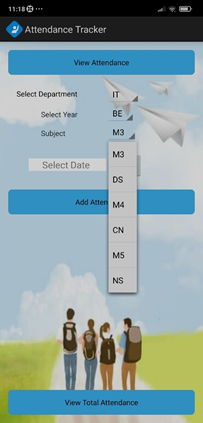 11:18
Attendance Tracker
View Attendance
Select Department IT
Select Year BE
Subject M3
M3
DS
Select Date
M4
Add Atten
CN
M5
NS
View Total Attendance